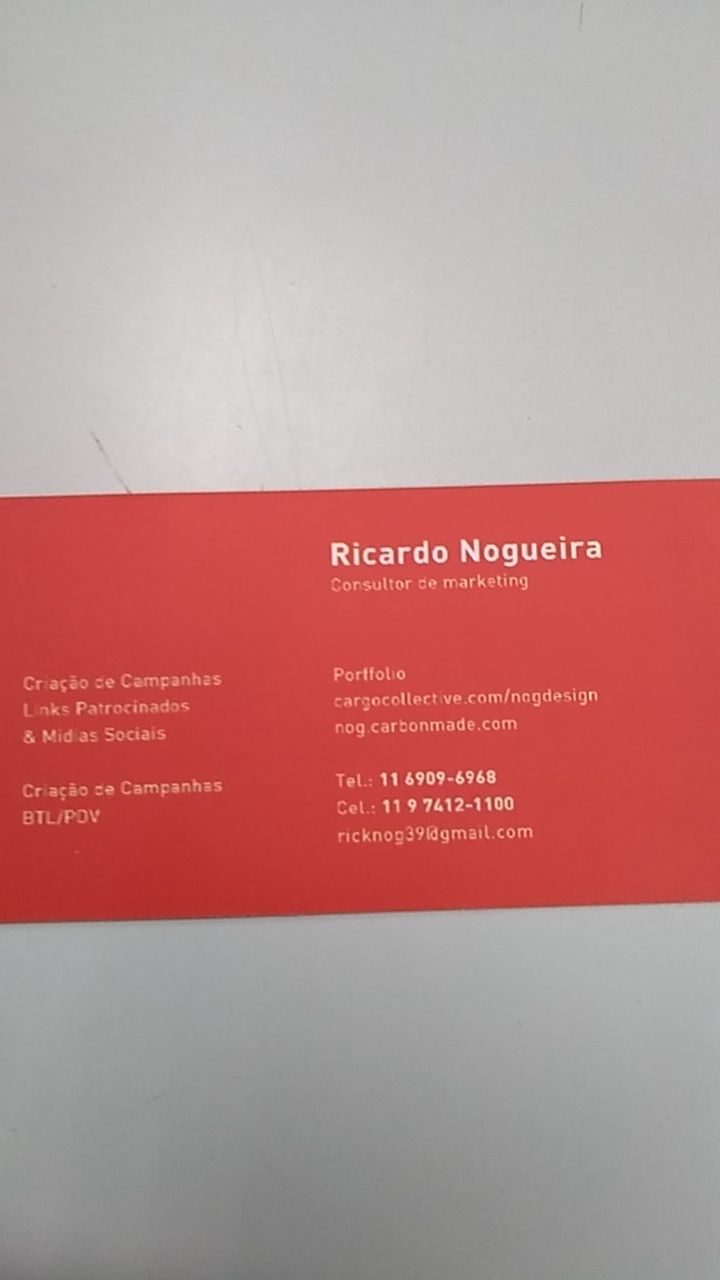 Ricardo Nogueira
Consultor de marketing
Criação de Campanhas
Links Patrocinados
& Mídias Sociais
Criação de Campanhas
BTL/PDV
Portfolio
cargocollective.com/nogdesign
nog.carbonmade.com
Tel.: 11 6909-6968
Cel.: 11 9 7412-1100
ricknog39@gmail.com